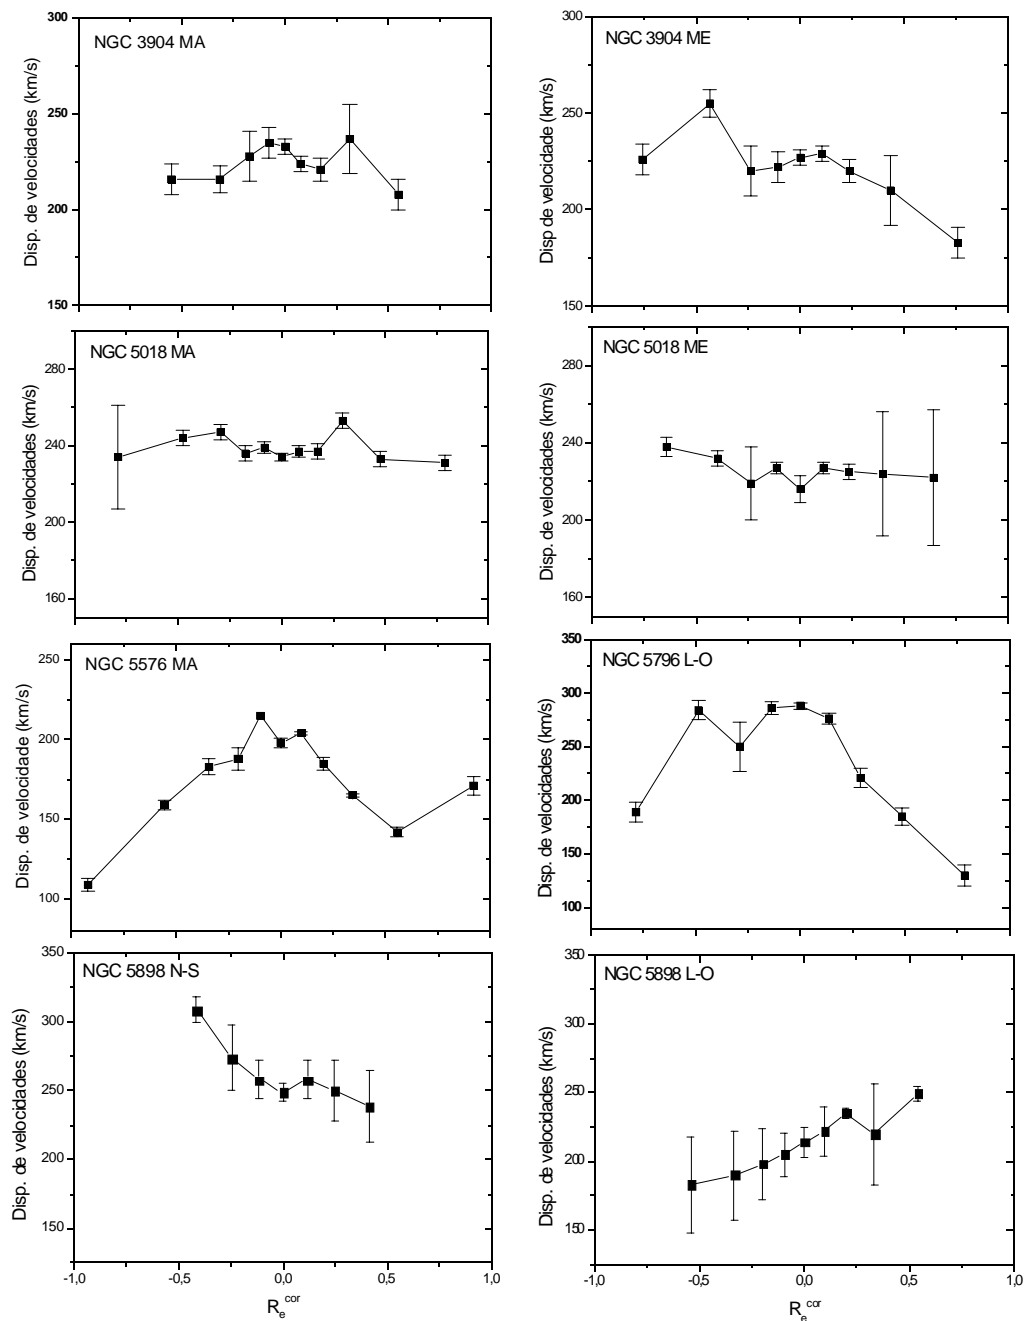 NGC 3904 MA
Disp. de velocidades (km/s)
300
250
200
150
NGC 3904 ME
Disp de velocidade (km/s)
300
250
200
150
NGC 5018 MA
Disp. de velocidades (km/s)
280
240
200
160
NGC 5018 ME
Disp. de velocidades (km/s)
280
240
200
160
NGC 5576 MA
Disp. de velocidade (km/s)
250
200
150
100
NGC 5796 L-O
Disp. de velocidades (km/s)
350
300
250
200
150
100
NGC 5898 N-S
Disp. de velocidades (km/s)
350
300
250
200
150
-1,0 -0,5 0,0 0,5 1,0
R_e^cor
NGC 5898 L-O
Disp. de velocidades (km/s)
350
300
250
200
150
-1,0 -0,5 0,0 0,5 1,0
R_e^cor